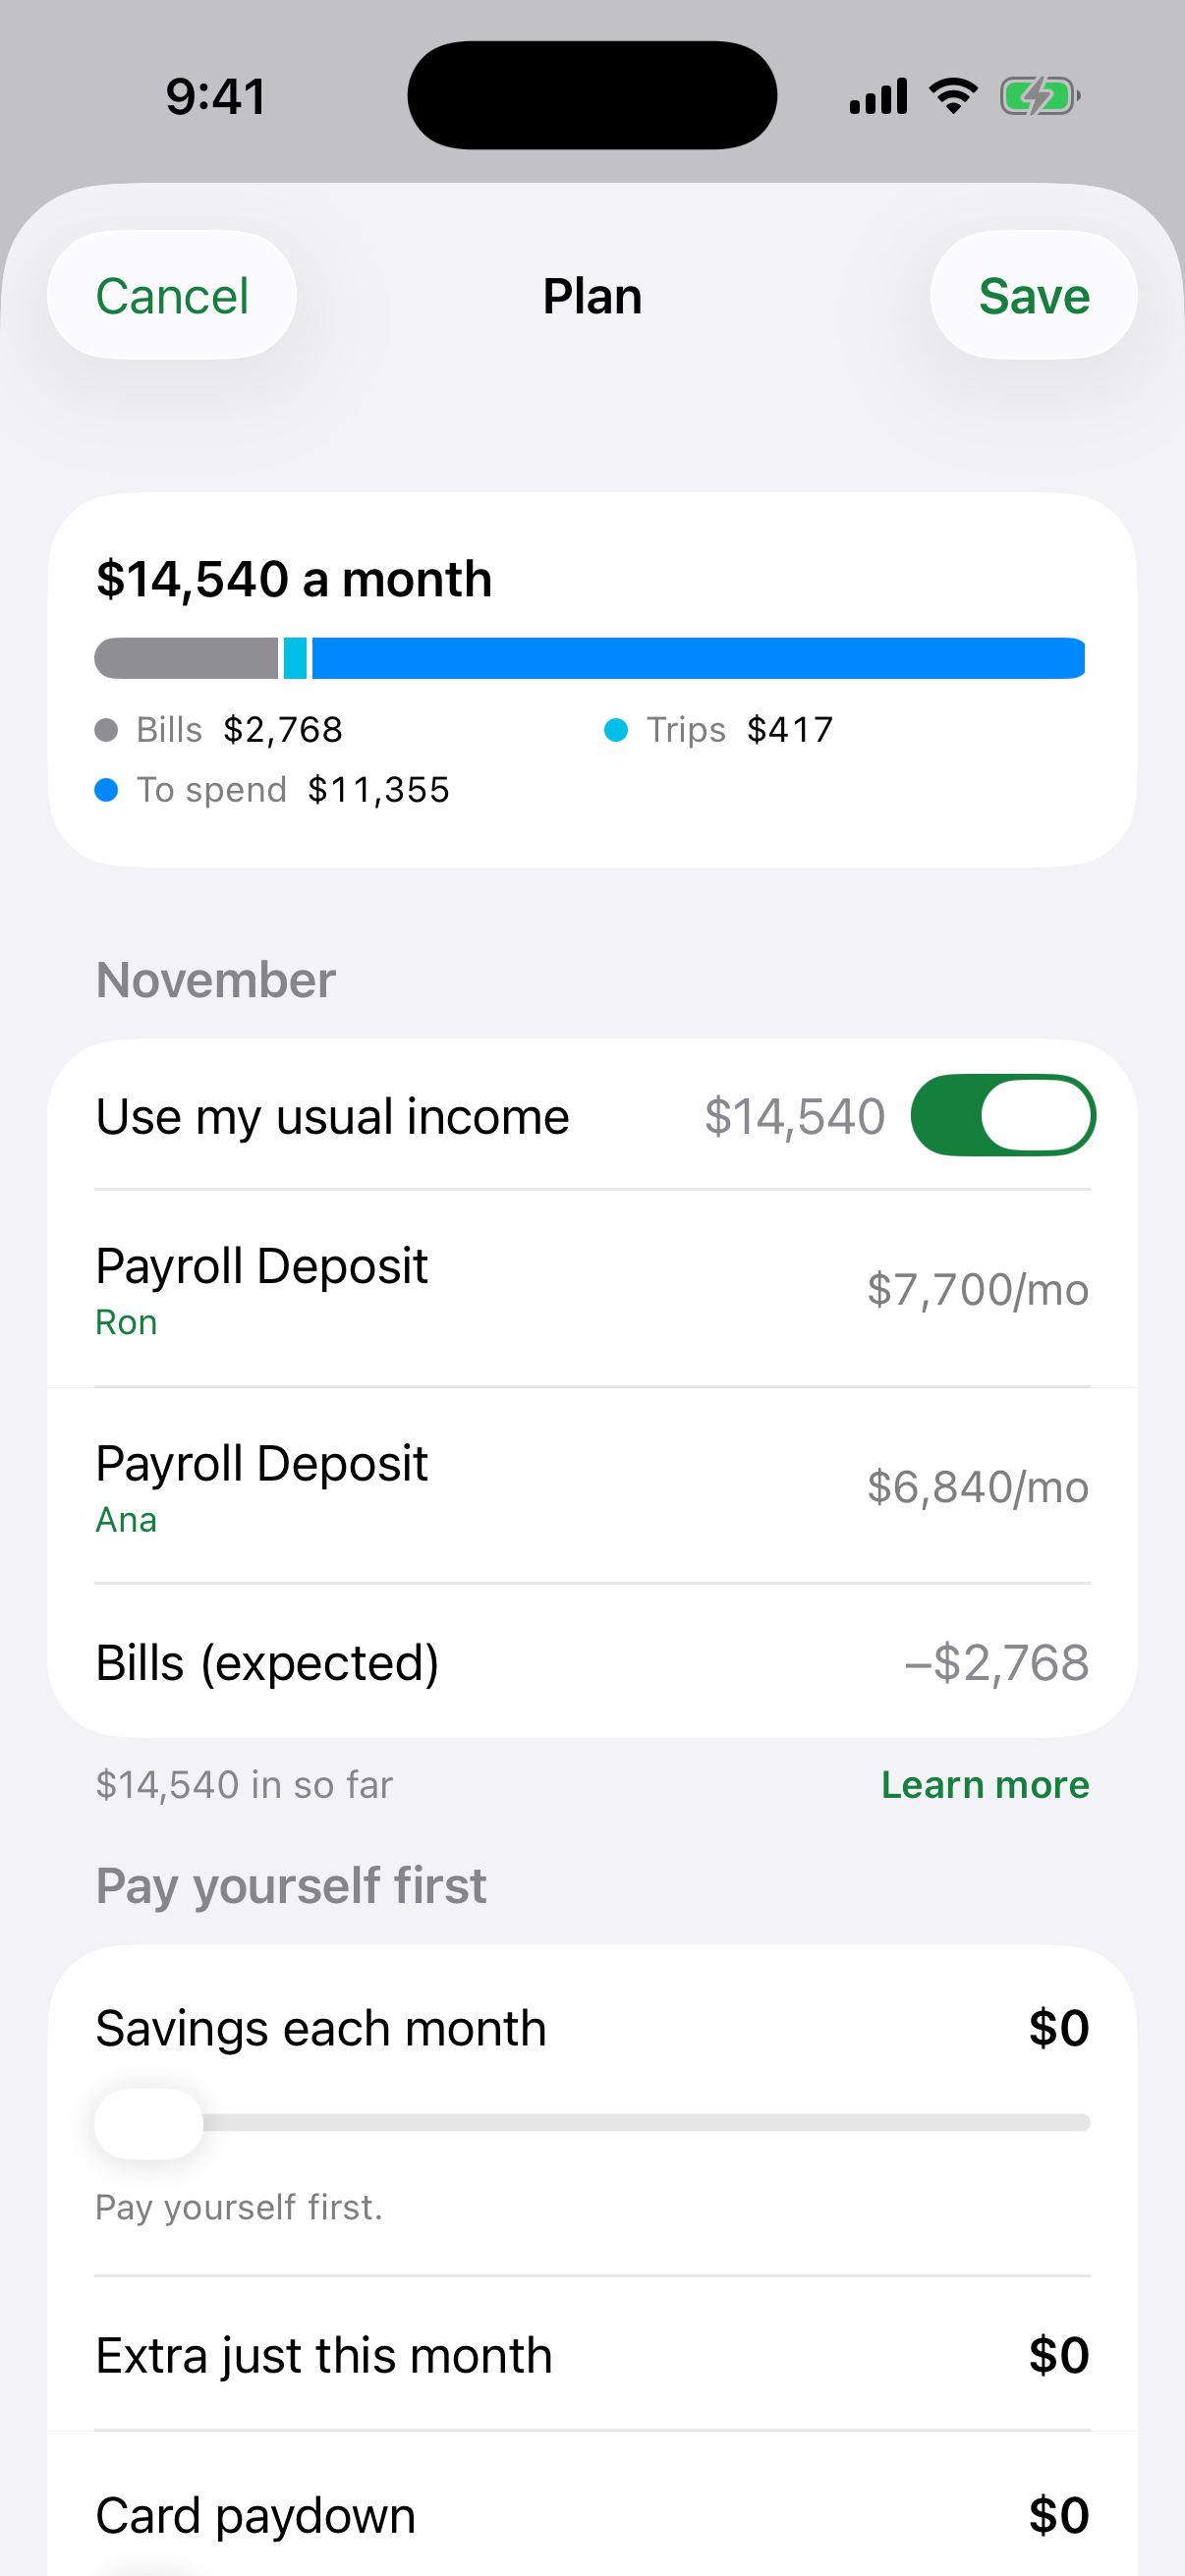 9:41
Cancel
Plan
Save
$14,540 a month
Bills $2,768
Trips $417
To spend $11,355
November
Use my usual income $14,540
Payroll Deposit
Ron
$7,700/mo
Payroll Deposit
Ana
$6,840/mo
Bills (expected) –$2,768
$14,540 in so far
Learn more
Pay yourself first
Savings each month $0
Pay yourself first.
Extra just this month $0
Card paydown $0